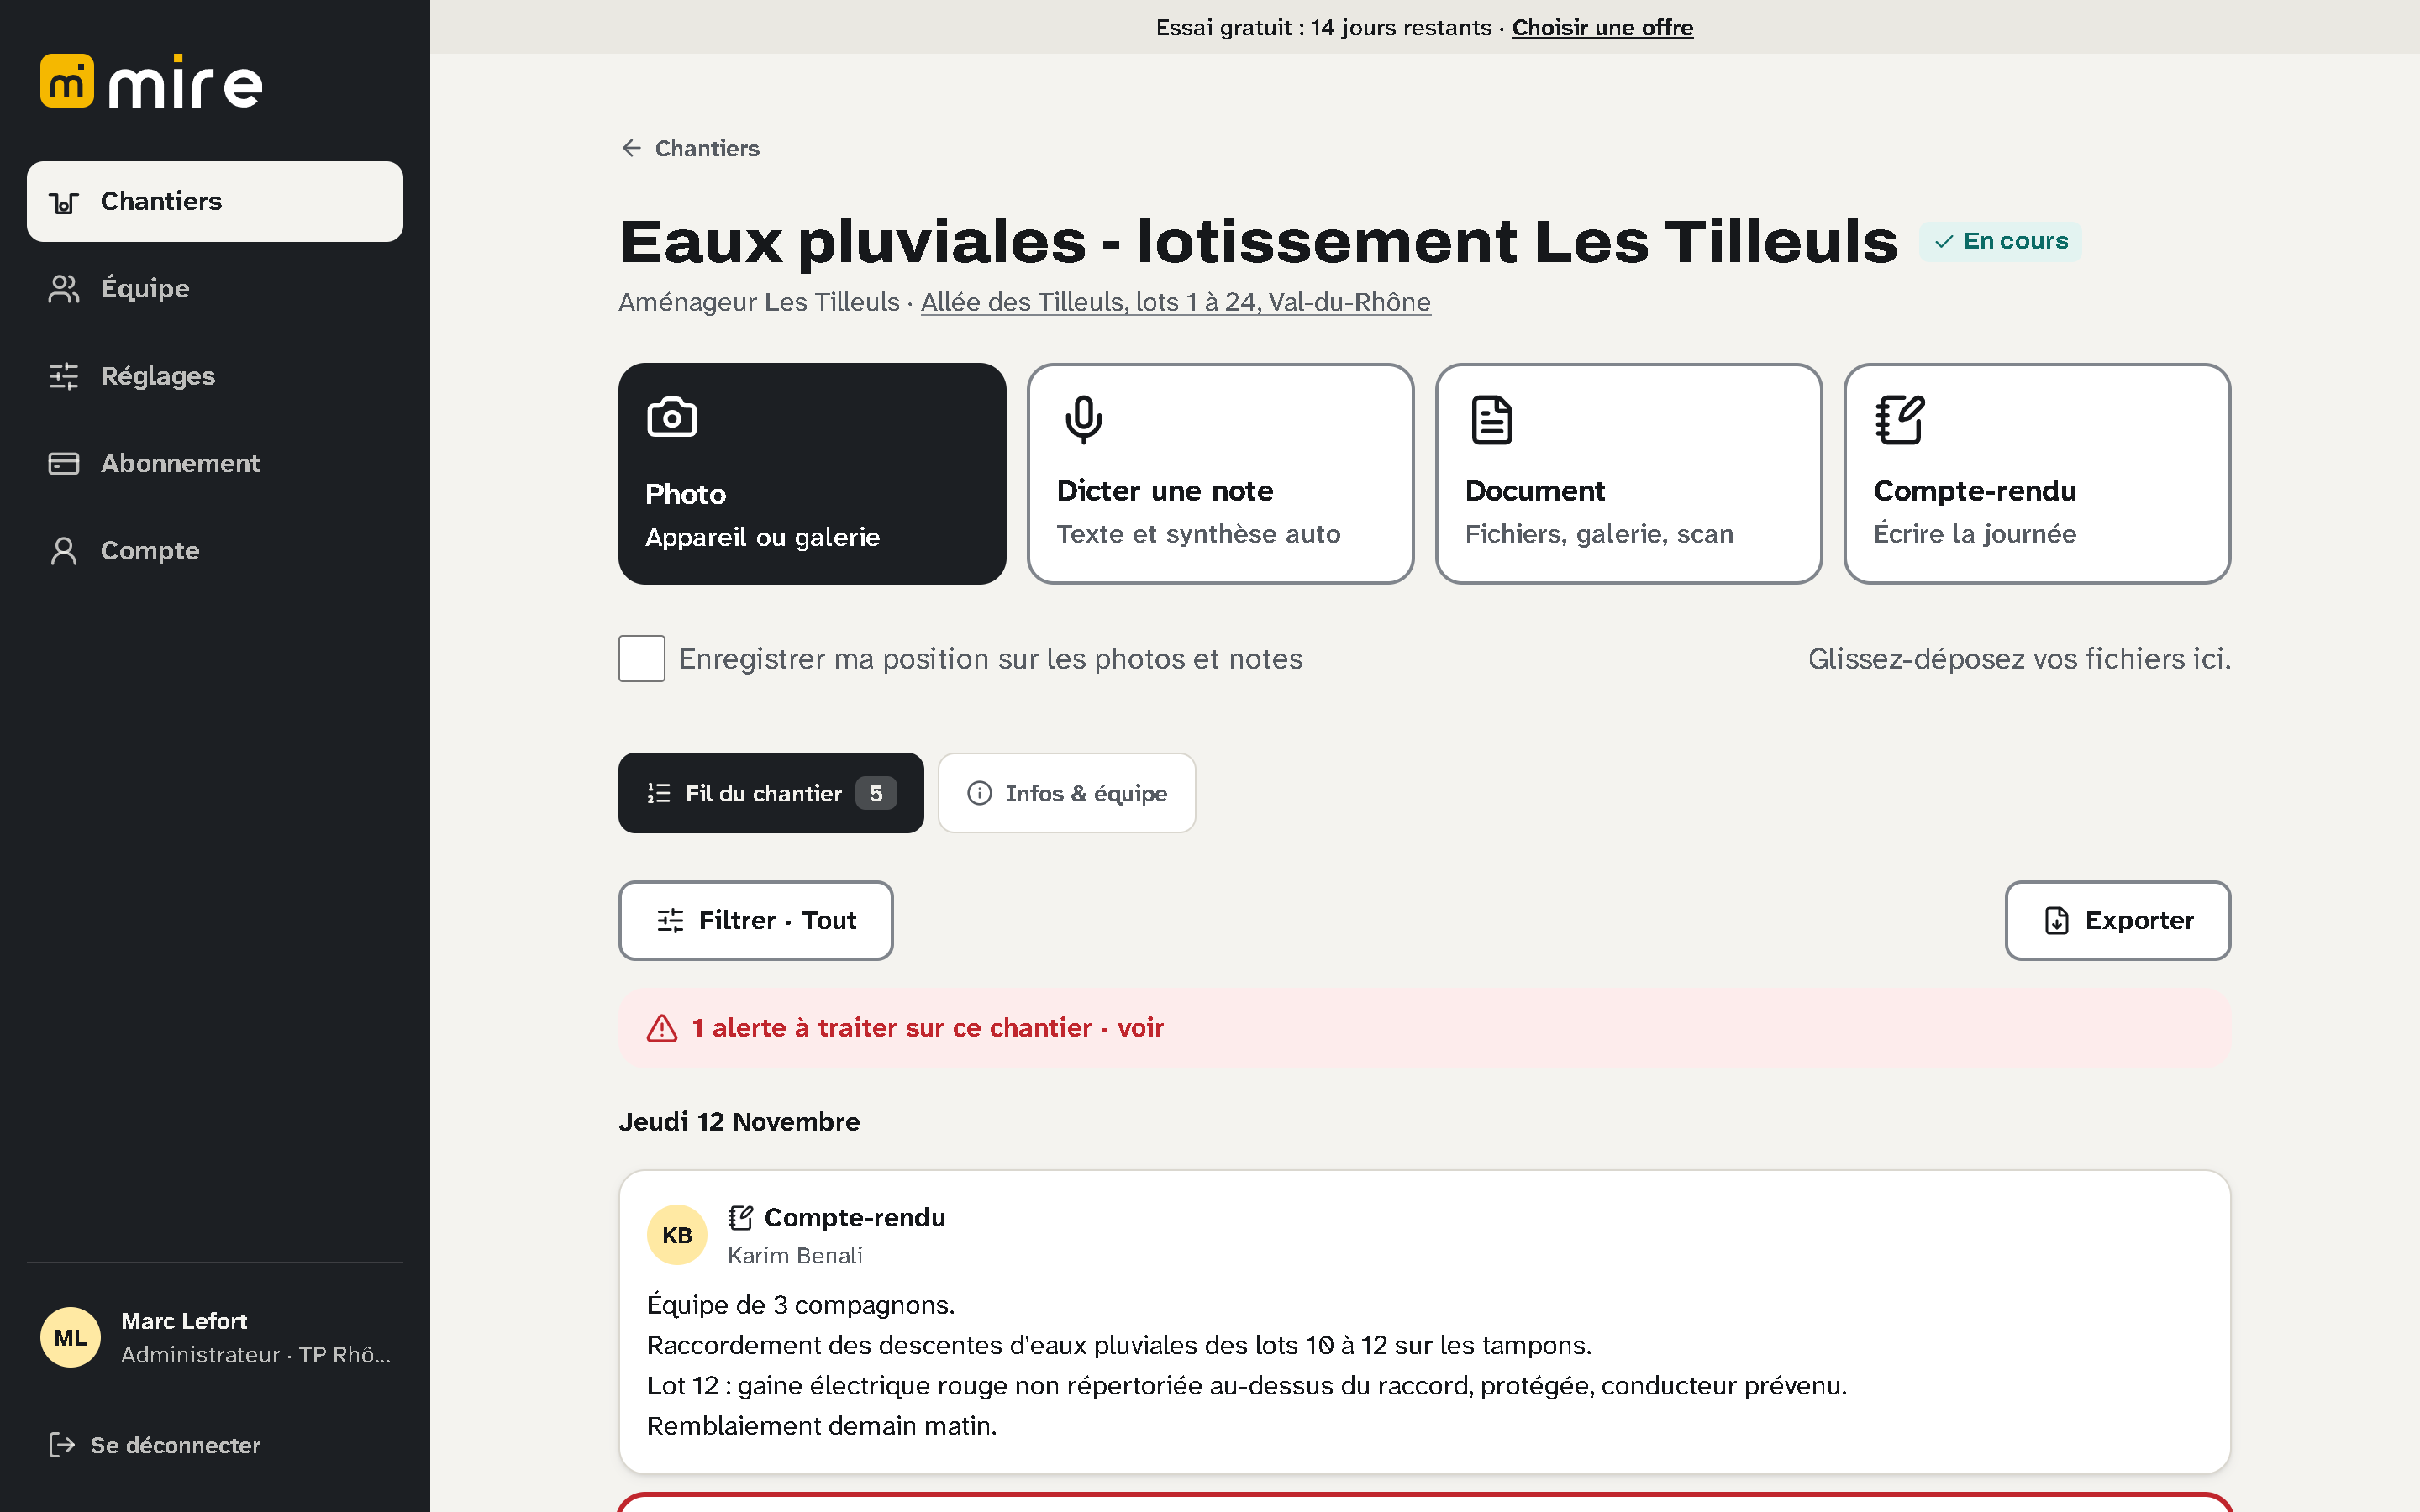 Essai gratuit : 14 jours restants · Choisir une offre
m mire
Chantiers
Équipe
Réglages
Abonnement
Compte
ML
Marc Lefort
Administrateur · TP Rhô...
Se déconnecter
Chantiers
Eaux pluviales - lotissement Les Tilleuls
En cours
Aménageur Les Tilleuls · Allée des Tilleuls, lots 1 à 24, Val-du-Rhône
Photo
Appareil ou galerie
Dicter une note
Texte et synthèse auto
Document
Fichiers, galerie, scan
Compte-rendu
Écrire la journée
Enregistrer ma position sur les photos et notes
Glissez-déposez vos fichiers ici.
Fil du chantier 5
Infos & équipe
Filtrer · Tout
Exporter
1 alerte à traiter sur ce chantier · voir
Jeudi 12 Novembre
KB
Compte-rendu
Karim Benali
Équipe de 3 compagnons.
Raccordement des descentes d’eaux pluviales des lots 10 à 12 sur les tampons.
Lot 12 : gaine électrique rouge non répertoriée au-dessus du raccord, protégée, conducteur prévenu.
Remblaiement demain matin.